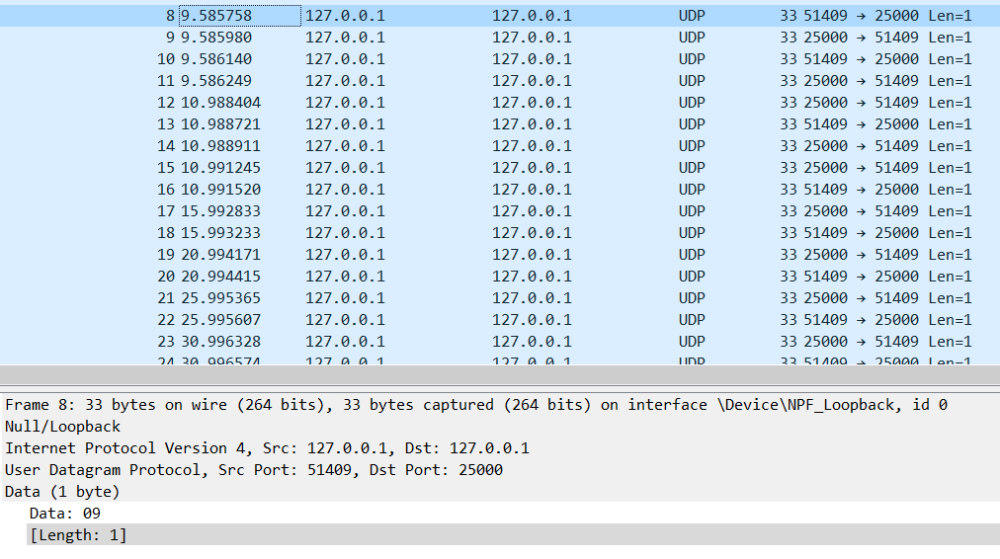 8 9.585758 127.0.0.1 127.0.0.1 UDP 33 51409 → 25000 Len=1
9 9.585980 127.0.0.1 127.0.0.1 UDP 33 25000 → 51409 Len=1
10 9.586140 127.0.0.1 127.0.0.1 UDP 33 51409 → 25000 Len=1
11 9.586249 127.0.0.1 127.0.0.1 UDP 33 25000 → 51409 Len=1
12 10.988404 127.0.0.1 127.0.0.1 UDP 33 51409 → 25000 Len=1
13 10.988721 127.0.0.1 127.0.0.1 UDP 33 25000 → 51409 Len=1
14 10.988911 127.0.0.1 127.0.0.1 UDP 33 51409 → 25000 Len=1
15 10.991245 127.0.0.1 127.0.0.1 UDP 33 25000 → 51409 Len=1
16 10.991520 127.0.0.1 127.0.0.1 UDP 33 51409 → 25000 Len=1
17 15.992833 127.0.0.1 127.0.0.1 UDP 33 25000 → 51409 Len=1
18 15.993233 127.0.0.1 127.0.0.1 UDP 33 51409 → 25000 Len=1
19 20.994171 127.0.0.1 127.0.0.1 UDP 33 25000 → 51409 Len=1
20 20.994415 127.0.0.1 127.0.0.1 UDP 33 51409 → 25000 Len=1
21 25.995365 127.0.0.1 127.0.0.1 UDP 33 25000 → 51409 Len=1
22 25.995607 127.0.0.1 127.0.0.1 UDP 33 51409 → 25000 Len=1
23 30.996328 127.0.0.1 127.0.0.1 UDP 33 25000 → 51409 Len=1
24 30.996574 127.0.0.1 127.0.0.1 UDP 33 51409 → 25000 Len=1
Frame 8: 33 bytes on wire (264 bits), 33 bytes captured (264 bits) on interface \Device\NPF_Loopback, id 0
Null/Loopback
Internet Protocol Version 4, Src: 127.0.0.1, Dst: 127.0.0.1
User Datagram Protocol, Src Port: 51409, Dst Port: 25000
Data (1 byte)
Data: 09
[Length: 1]